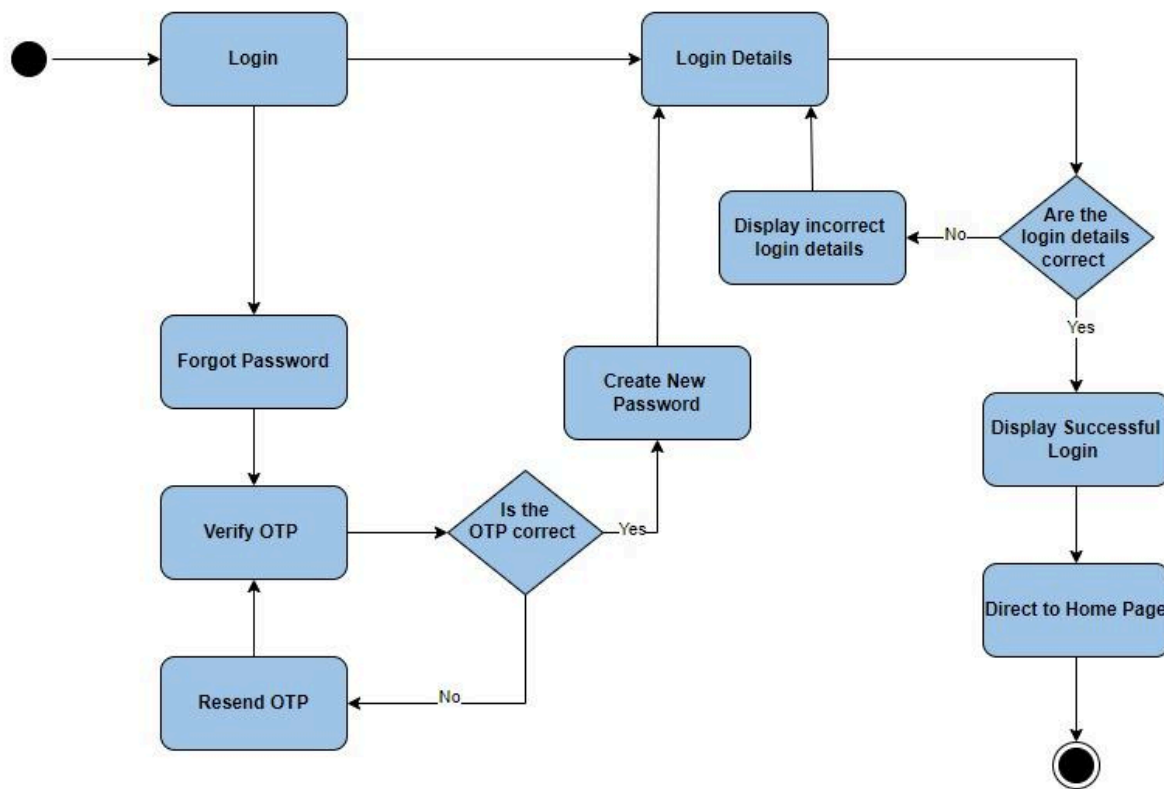 Login
Login Details
Display incorrect
login details
No
Are the
login details
correct
Yes
Forgot Password
Create New
Password
Display Successful
Login
Verify OTP
Is the
OTP correct
Yes
Direct to Home Page
Resend OTP
No